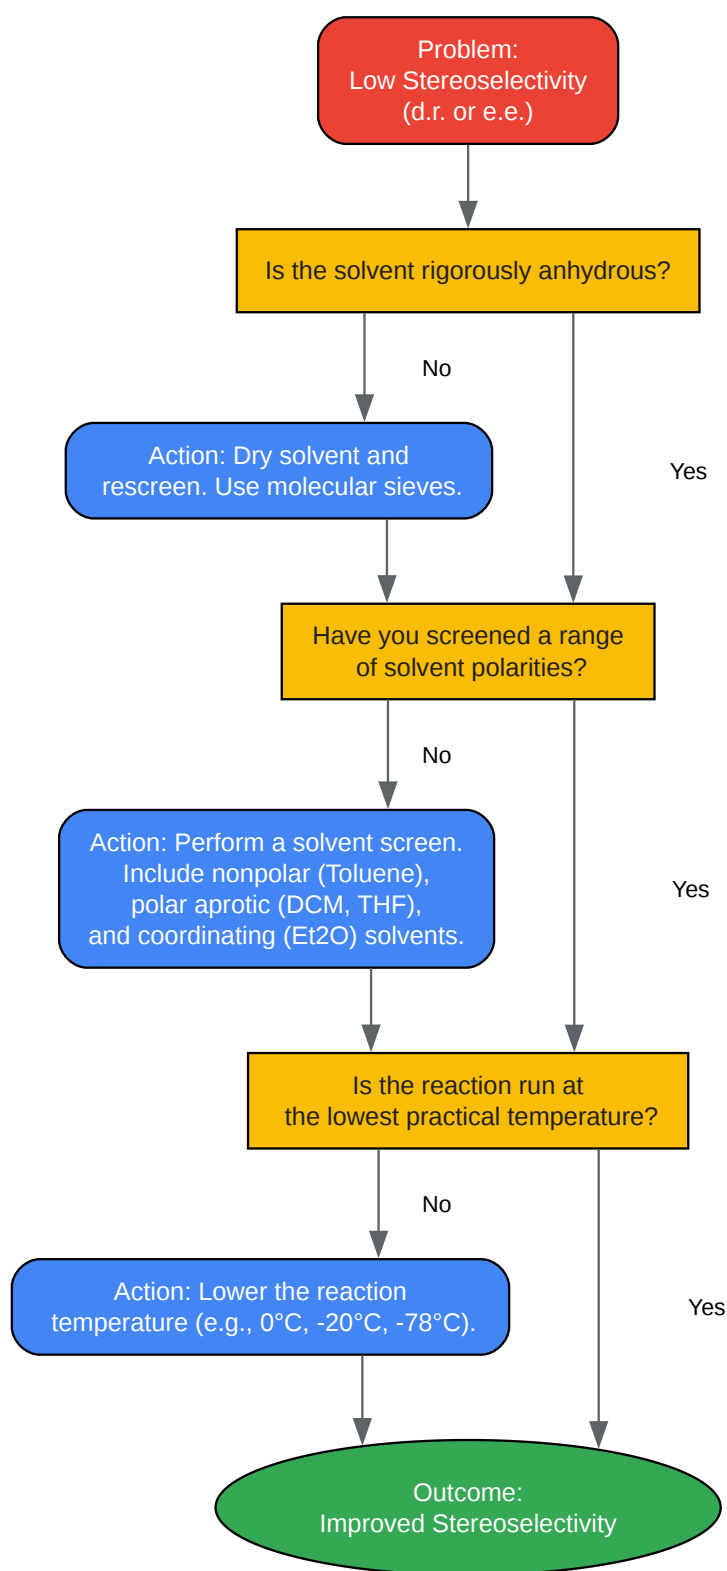 Problem:
Low Stereoselectivity
(d.r. or e.e.)
Is the solvent rigorously anhydrous?
No
Action: Dry solvent and
rescreen. Use molecular sieves.
Yes
Have you screened a range
of solvent polarities?
No
Action: Perform a solvent screen.
Include nonpolar (Toluene),
polar aprotic (DCM, THF),
and coordinating (Et2O) solvents.
Yes
Is the reaction run at
the lowest practical temperature?
No
Action: Lower the reaction
temperature (e.g., 0°C, -20°C, -78°C).
Yes
Outcome:
Improved Stereoselectivity